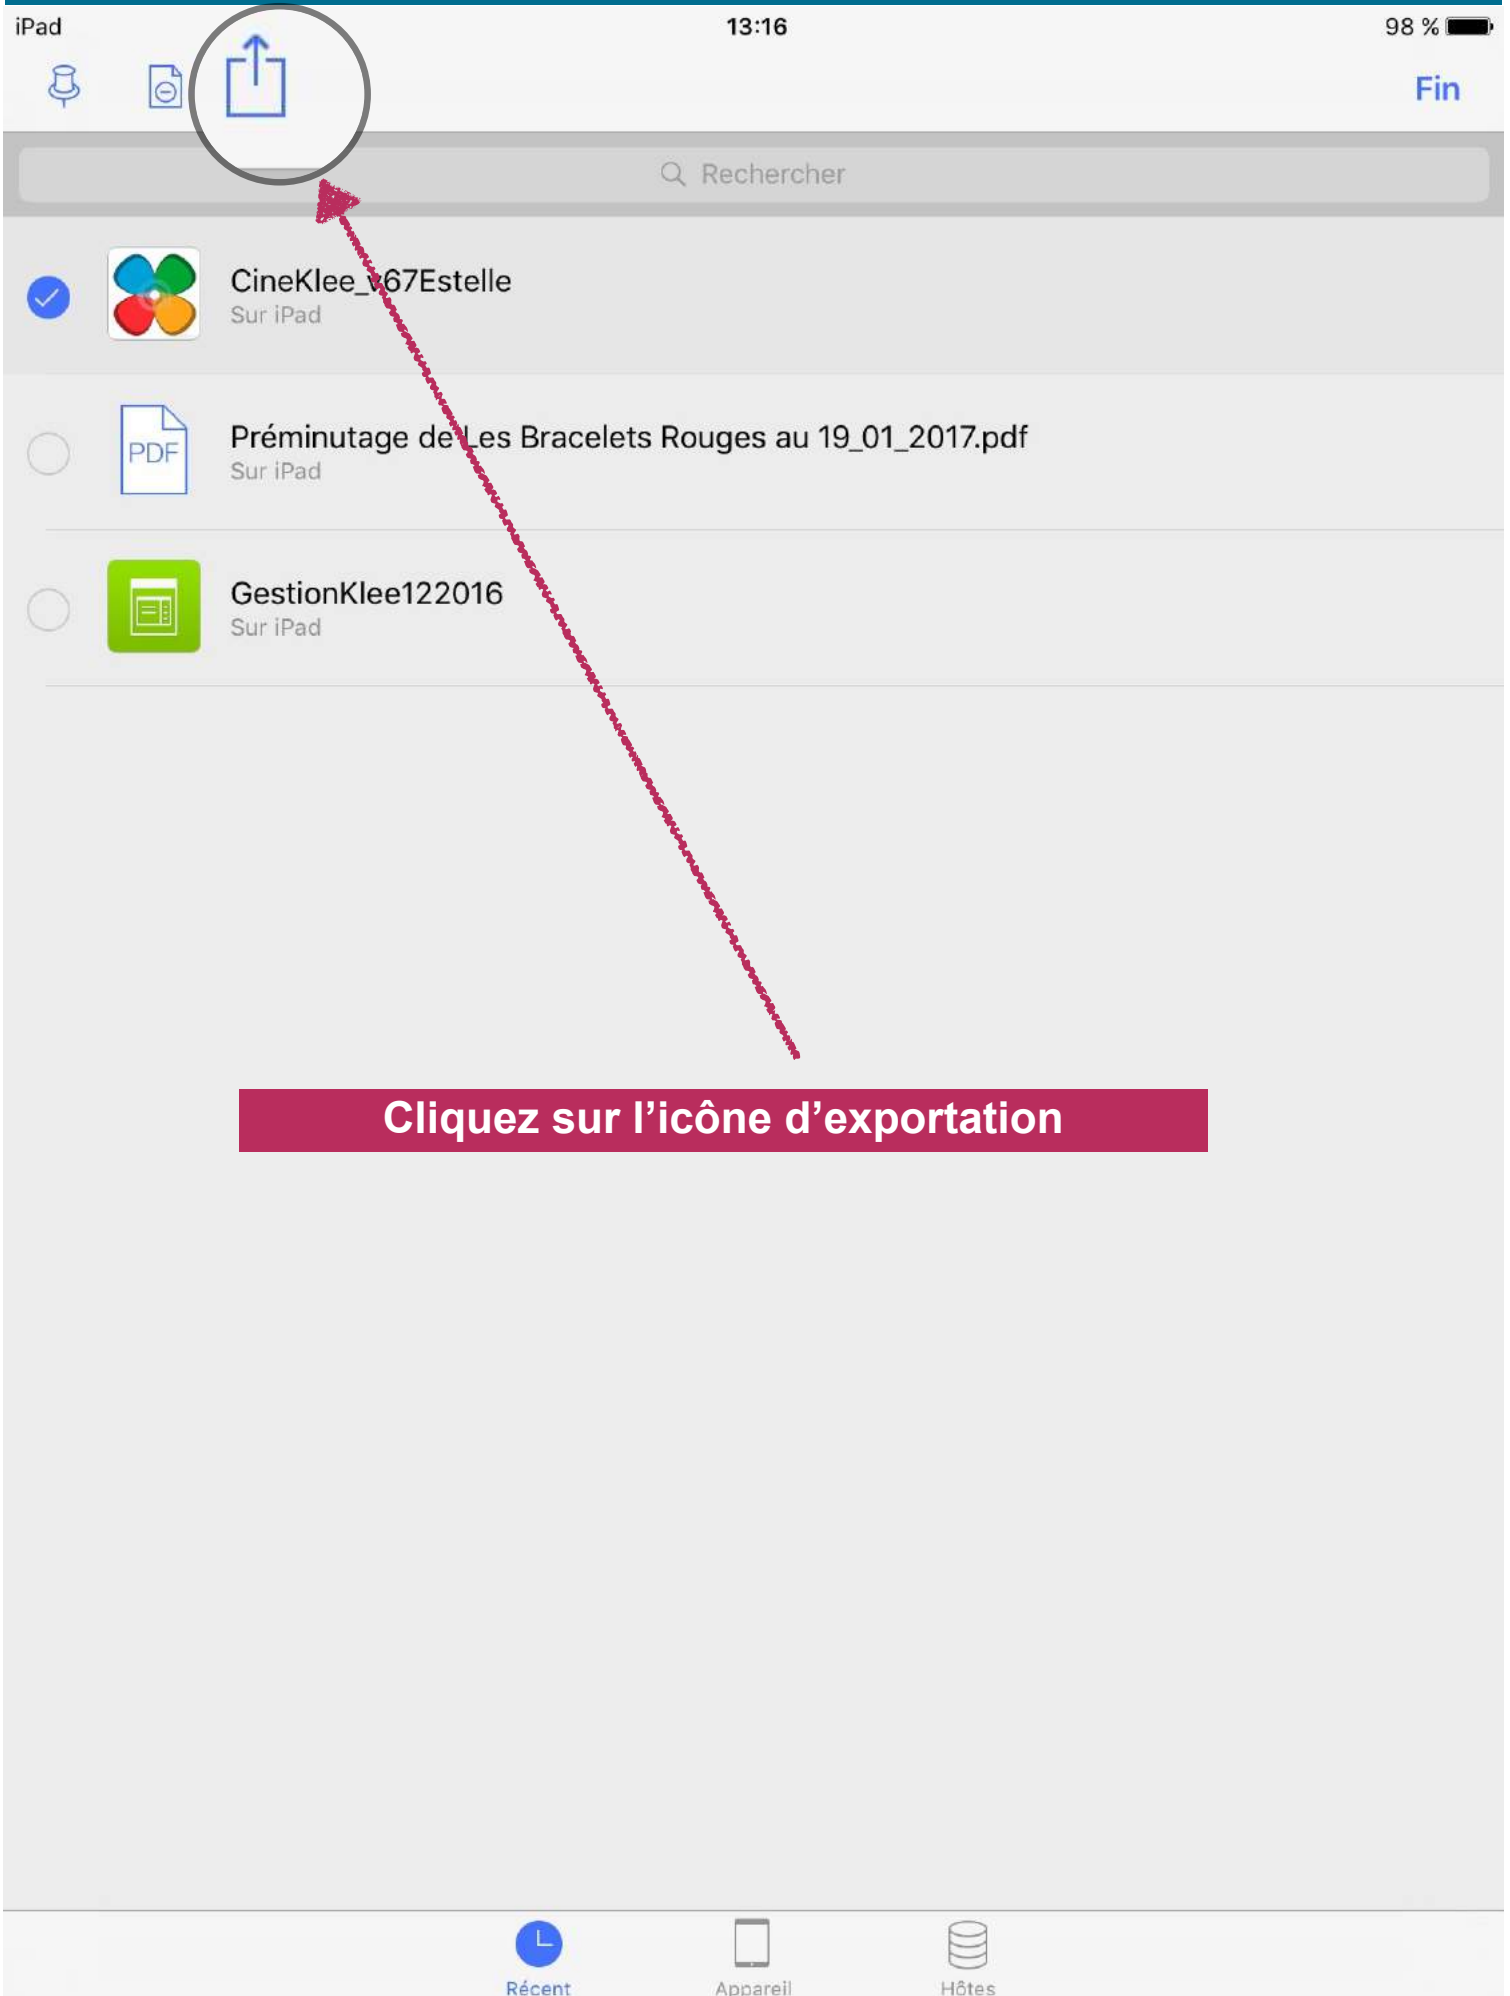 iPad 13:16 98 %
Fin
Rechercher
CineKlee_v67Estelle
Sur iPad
PDF
Préminutage de Les Bracelets Rouges au 19_01_2017.pdf
Sur iPad
GestionKlee122016
Sur iPad
Cliquez sur l’icône d’exportation
Récent Appareil Hôtes